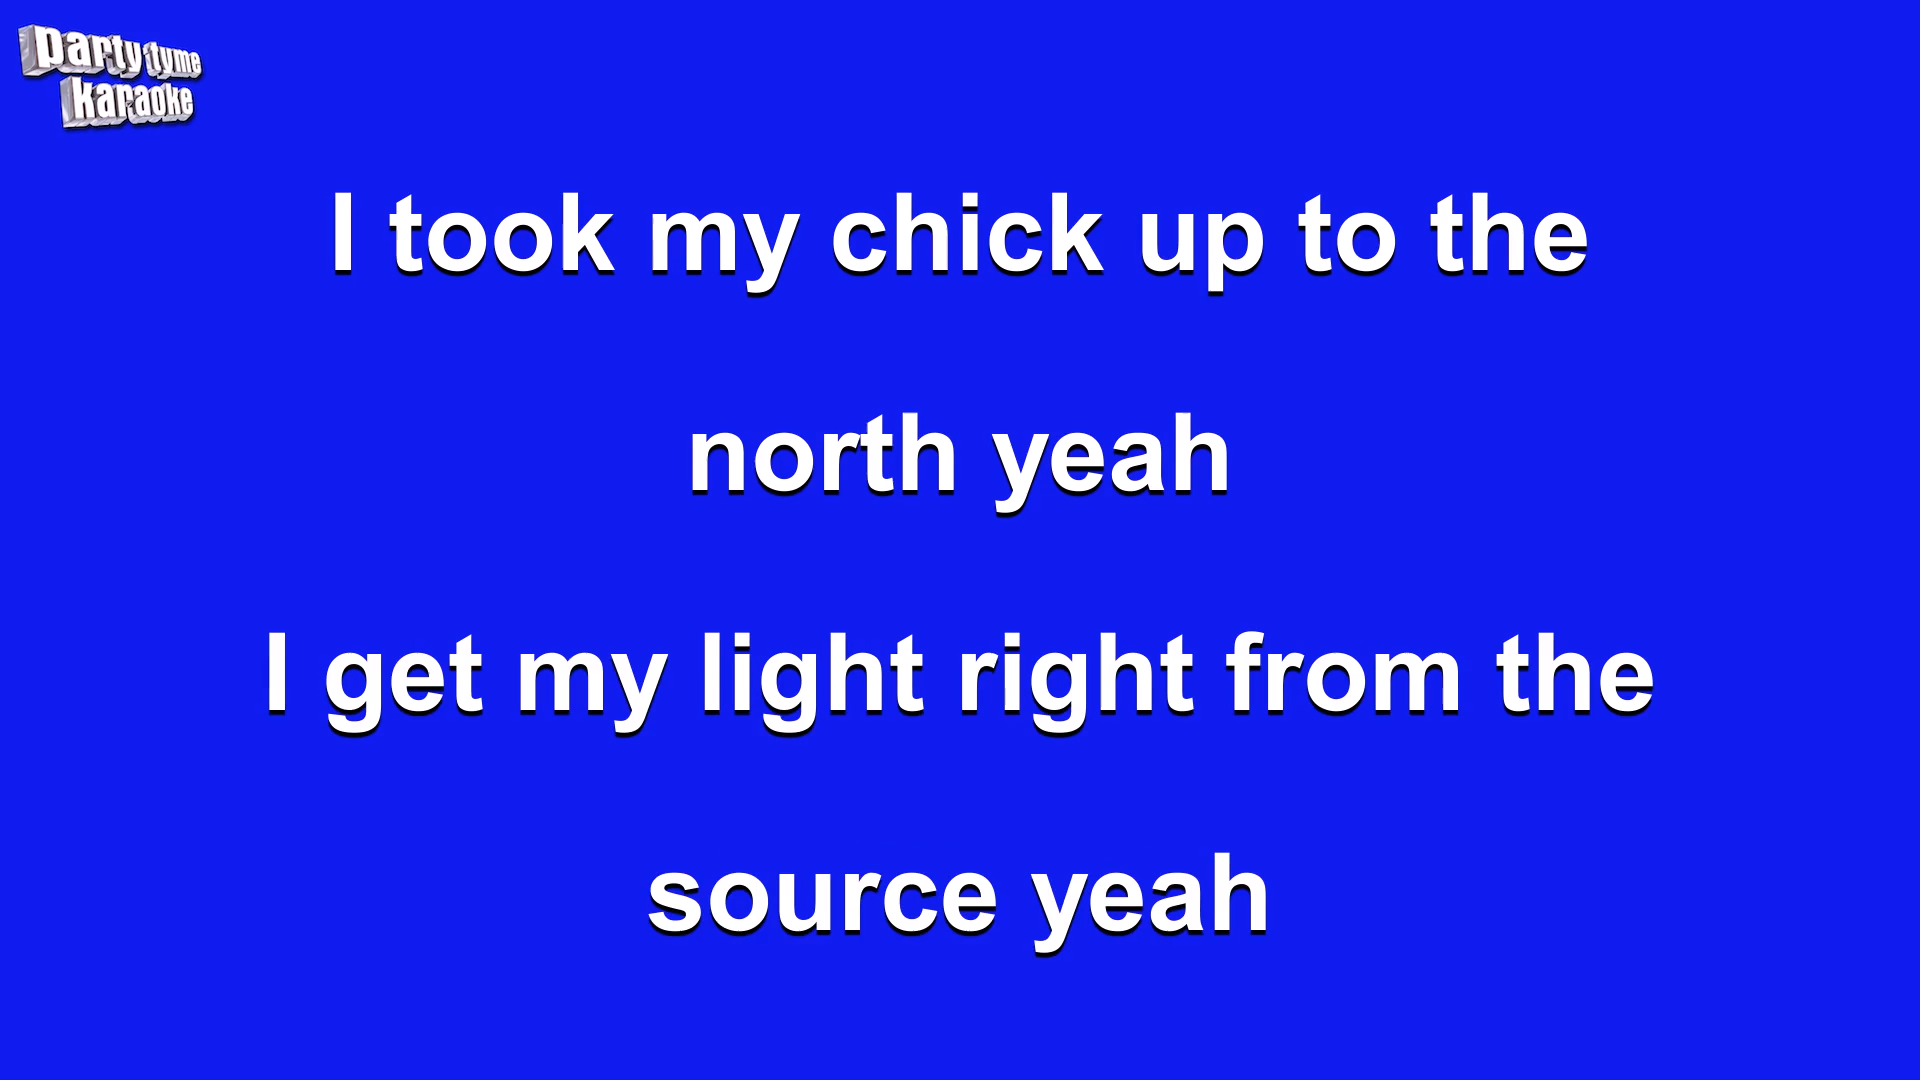 party tyme
karaoke
I took my chick up to the
north yeah
I get my light right from the
source yeah